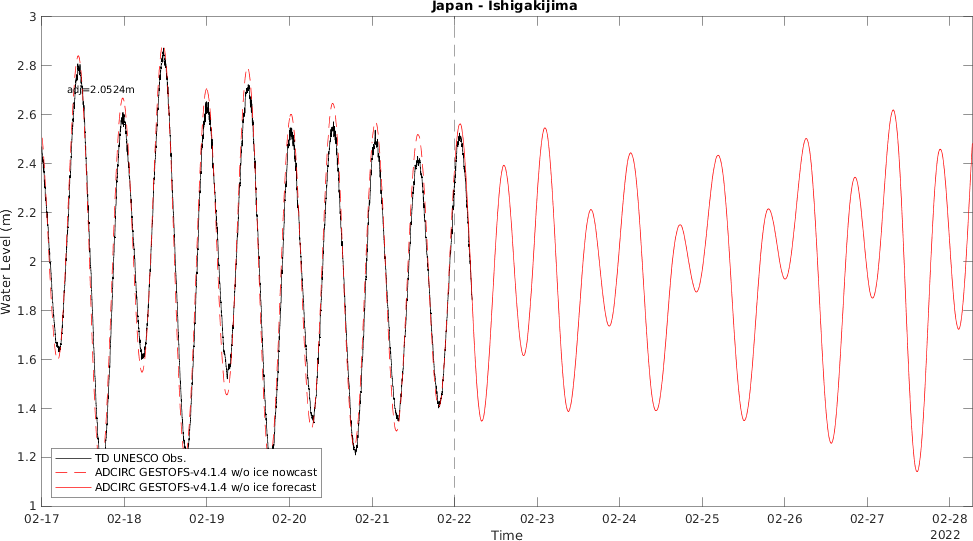 Japan - Ishigakijima
3
2.8
2.6
2.4
2.2
2
1.8
1.6
1.4
1.2
1
Water Level (m)
adj=2.0524m
TD UNESCO Obs.
ADCIRC GESTOFS-v4.1.4 w/o ice nowcast
ADCIRC GESTOFS-v4.1.4 w/o ice forecast
02-17 02-18 02-19 02-20 02-21 02-22 02-23 02-24 02-25 02-26 02-27 02-28
Time
2022